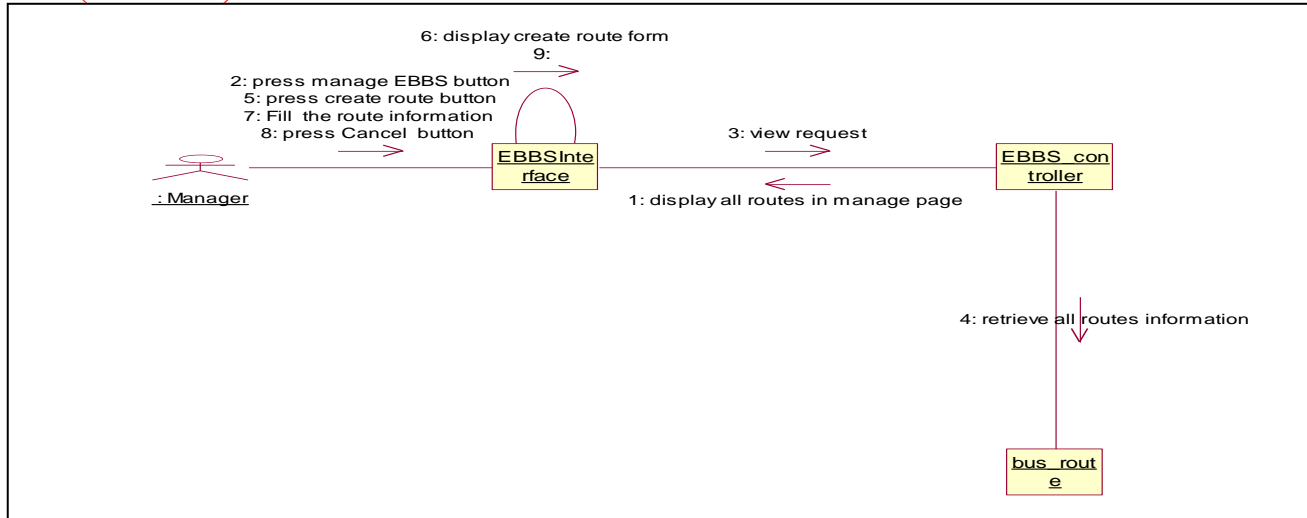 6: display create route form
9:
2: press manage EBBS button
5: press create route button
7: Fill the route information
8: press Cancel button
3: view request
EBBSInte
rface
EBBS_con
troller
: Manager
1: display all routes in manage page
4: retrieve all routes information
bus_rout
e